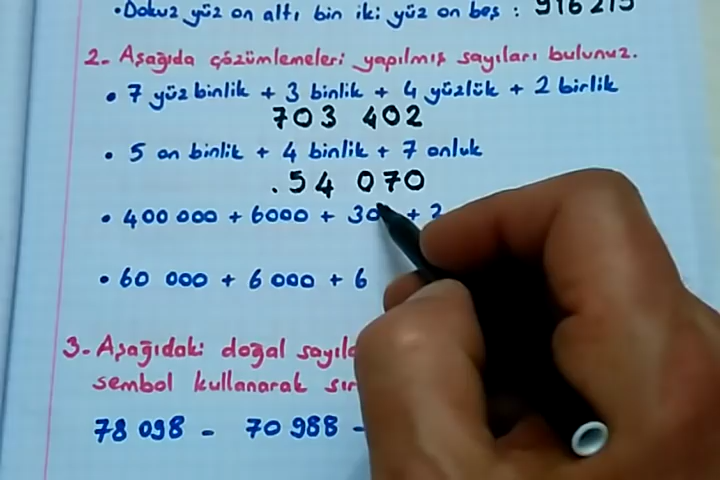 • Dokuz yüz on altı bin iki yüz on beş : 916 215
2- Aşağıda çözümlemeleri yapılmış sayıları bulunuz.
• 7 yüz binlik + 3 binlik + 4 yüzlük + 2 birlik
703 402
• 5 on binlik + 4 binlik + 7 onluk
.54 070
• 400 000 + 6000 + 30 +
• 60 000 + 6 000 + 6
3- Aşağıdaki doğal
sembol kullanarak
78 098 - 70 988 -